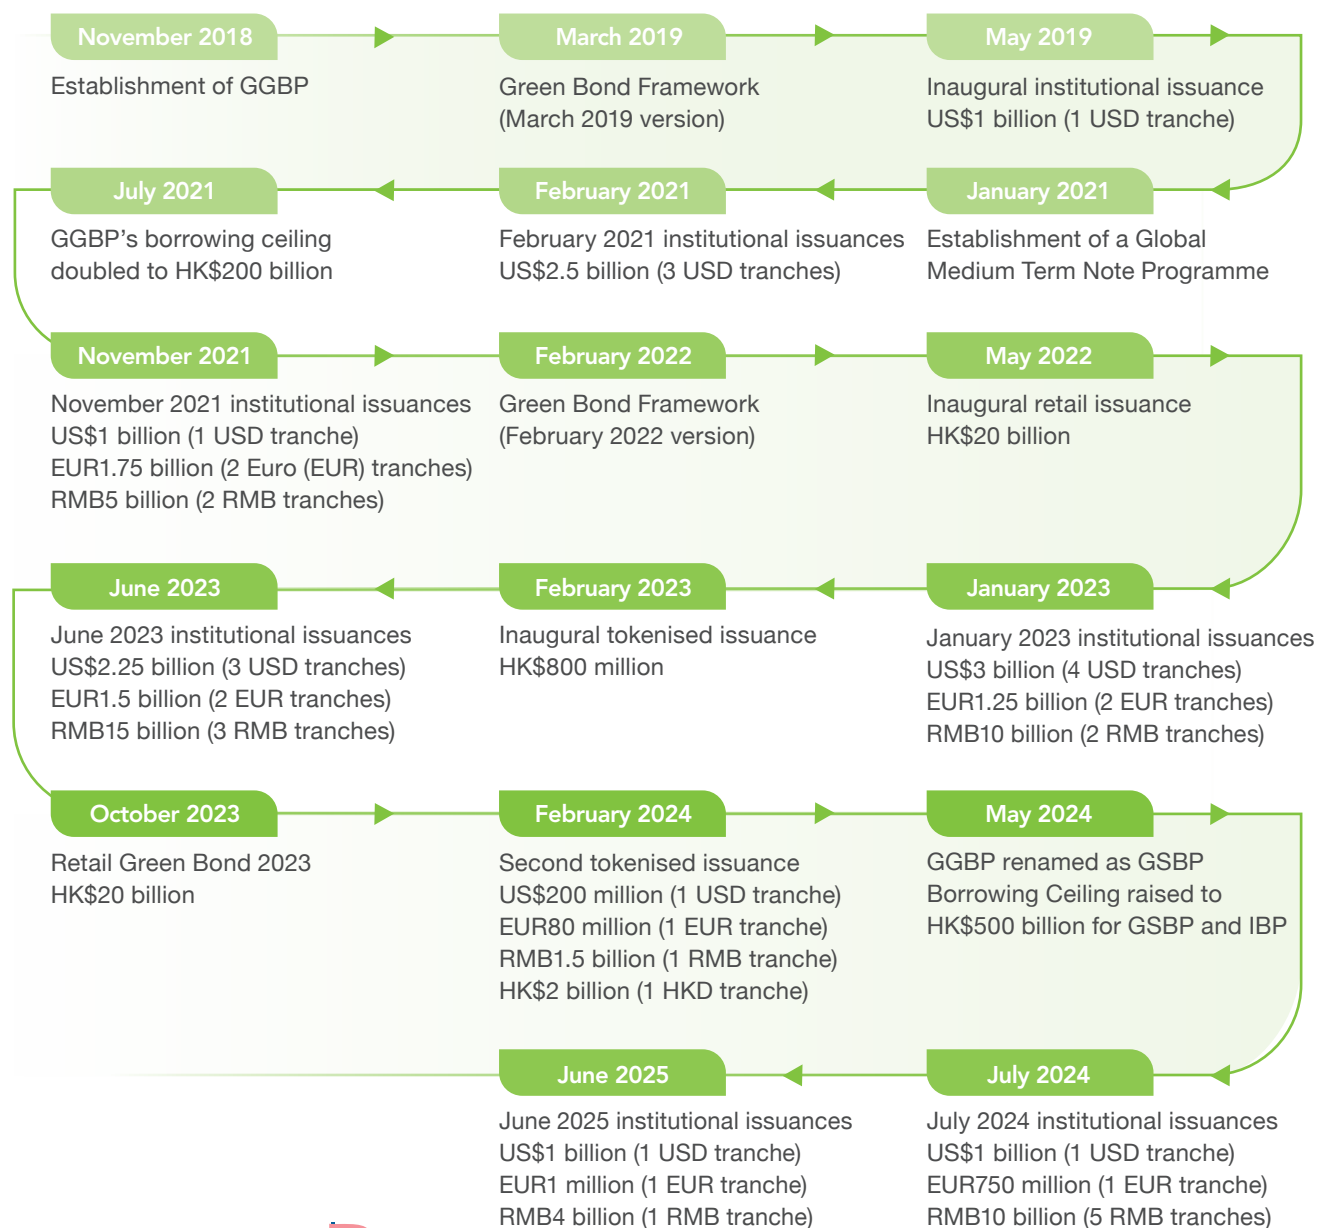 November 2018
Establishment of GGBP
March 2019
Green Bond Framework
(March 2019 version)
May 2019
Inaugural institutional issuance
US$1 billion (1 USD tranche)
January 2021
Establishment of a Global
Medium Term Note Programme
February 2021
February 2021 institutional issuances
US$2.5 billion (3 USD tranches)
July 2021
GGBP's borrowing ceiling
doubled to HK$200 billion
November 2021
November 2021 institutional issuances
US$1 billion (1 USD tranche)
EUR1.75 billion (2 Euro (EUR) tranches)
RMB5 billion (2 RMB tranches)
February 2022
Green Bond Framework
(February 2022 version)
May 2022
Inaugural retail issuance
HK$20 billion
January 2023
January 2023 institutional issuances
US$3 billion (4 USD tranches)
EUR1.25 billion (2 EUR tranches)
RMB10 billion (2 RMB tranches)
February 2023
Inaugural tokenised issuance
HK$800 million
June 2023
June 2023 institutional issuances
US$2.25 billion (3 USD tranches)
EUR1.5 billion (2 EUR tranches)
RMB15 billion (3 RMB tranches)
October 2023
Retail Green Bond 2023
HK$20 billion
February 2024
Second tokenised issuance
US$200 million (1 USD tranche)
EUR80 million (1 EUR tranche)
RMB1.5 billion (1 RMB tranche)
HK$2 billion (1 HKD tranche)
May 2024
GGBP renamed as GSBP
Borrowing Ceiling raised to
HK$500 billion for GSBP and IBP
July 2024
July 2024 institutional issuances
US$1 billion (1 USD tranche)
EUR750 million (1 EUR tranche)
RMB10 billion (5 RMB tranches)
June 2025
June 2025 institutional issuances
US$1 billion (1 USD tranche)
EUR1 million (1 EUR tranche)
RMB4 billion (1 RMB tranche)